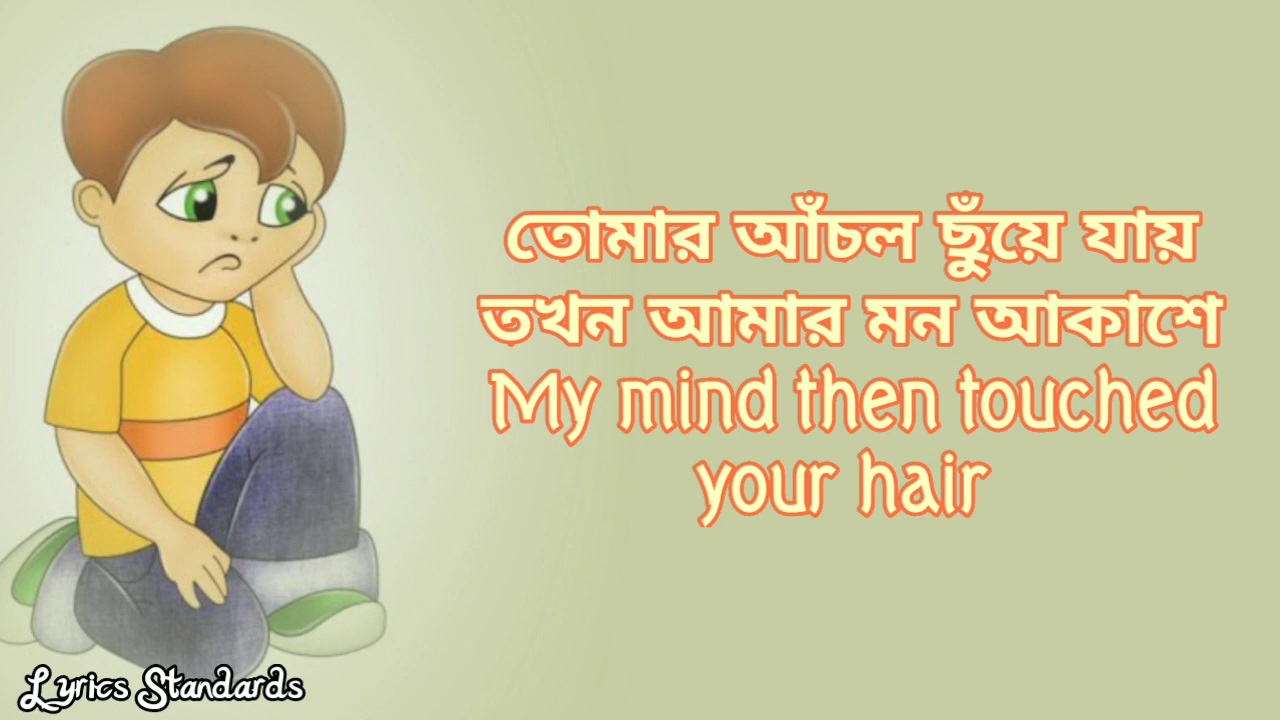 তোমার আঁচল ছুঁয়ে যায়
তখন আমার মন আকাশে
My mind then touched
your hair
Lyrics Standards